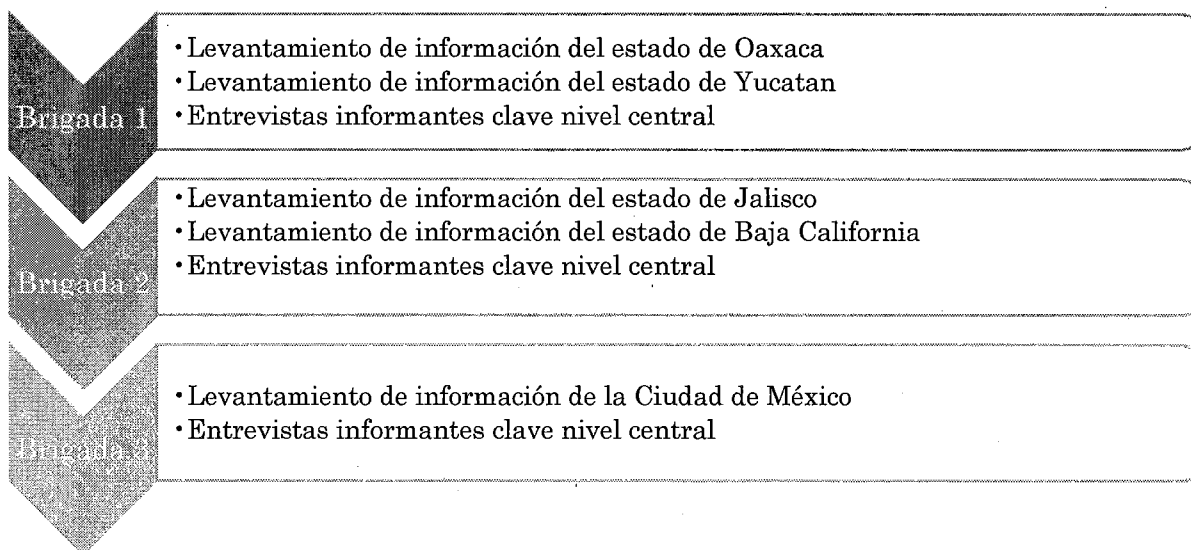 Brigada 1
• Levantamiento de información del estado de Oaxaca
• Levantamiento de información del estado de Yucatan
• Entrevistas informantes clave nivel central
Brigada 2
• Levantamiento de información del estado de Jalisco
• Levantamiento de información del estado de Baja California
• Entrevistas informantes clave nivel central
Brigada 3
• Levantamiento de información de la Ciudad de México
• Entrevistas informantes clave nivel central